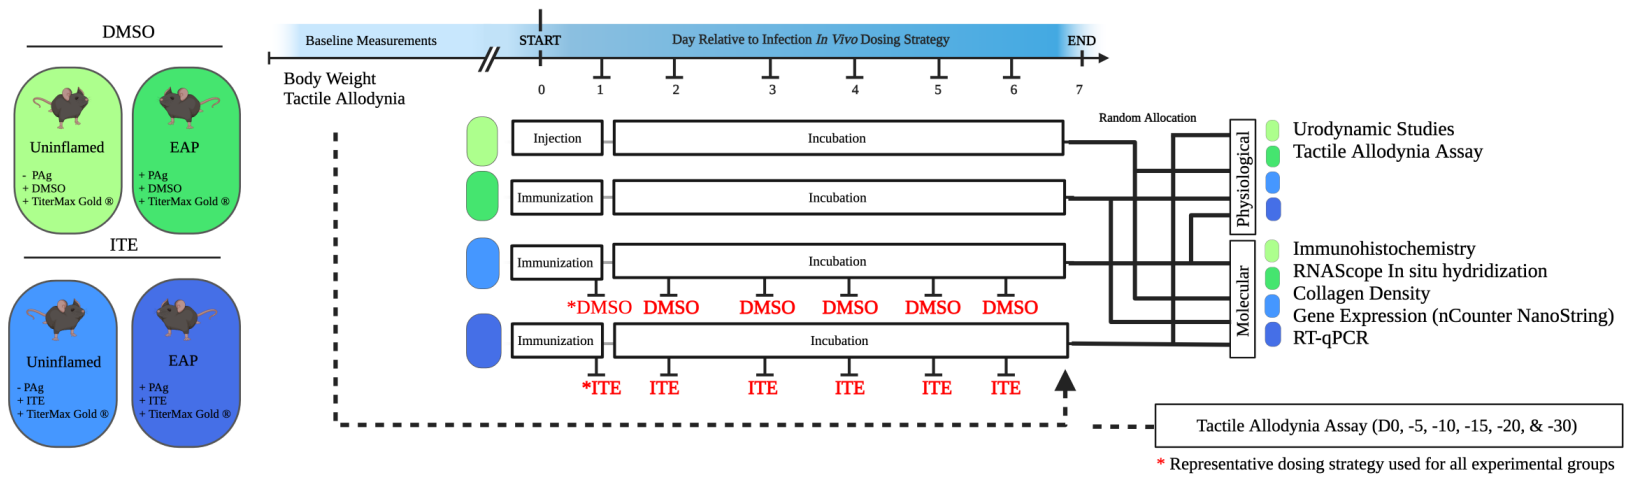 DMSO
Uninflamed
- PAg
+ DMSO
+ TiterMax Gold ®
EAP
+ PAg
+ DMSO
+ TiterMax Gold ®
ITE
Uninflamed
- PAg
+ ITE
+ TiterMax Gold ®
EAP
+ PAg
+ ITE
+ TiterMax Gold ®
Baseline Measurements
START
Day Relative to Infection In Vivo Dosing Strategy
END
Body Weight
Tactile Allodynia
0 1 2 3 4 5 6 7
Injection
Incubation
Immunization
Incubation
Immunization
Incubation
*DMSO DMSO DMSO DMSO DMSO DMSO
Immunization
Incubation
*ITE ITE ITE ITE ITE ITE
Random Allocation
Physiological
Urodynamic Studies
Tactile Allodynia Assay
Molecular
Immunohistochemistry
RNAScope In situ hydridization
Collagen Density
Gene Expression (nCounter NanoString)
RT-qPCR
Tactile Allodynia Assay (D0, -5, -10, -15, -20, & -30)
* Representative dosing strategy used for all experimental groups